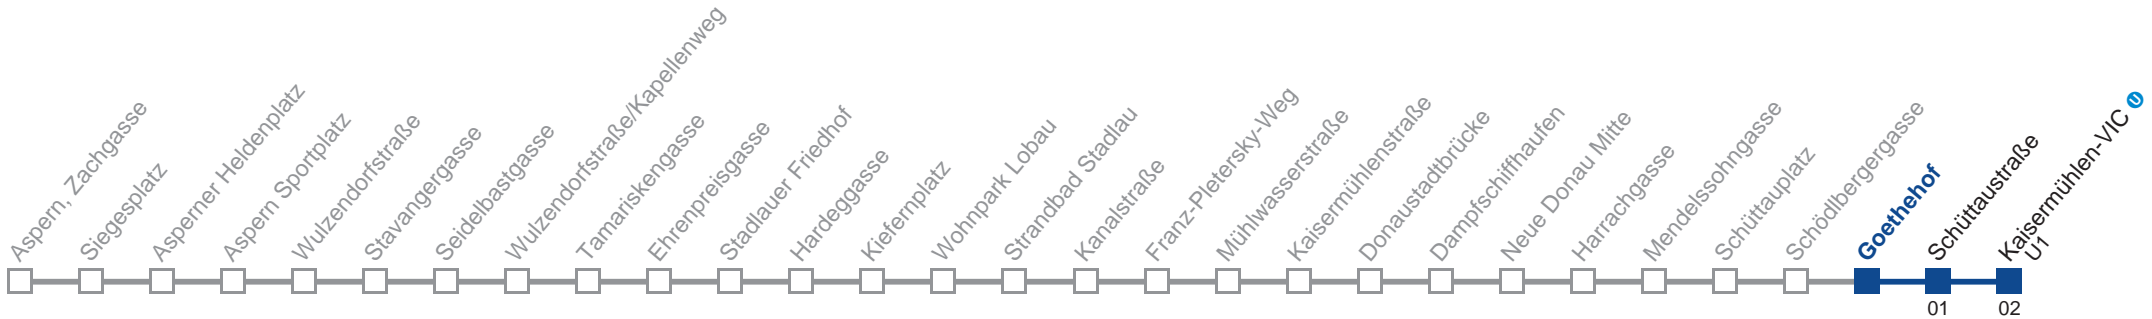 Aspern, Zachgasse
Siegesplatz
Asperner Heldenplatz
Aspern Sportplatz
Wulzendorfstraße
Stavangergasse
Seidelbastgasse
Wulzendorfstraße/Kapellenweg
Tamariskengasse
Ehrenpreisgasse
Stadlauer Friedhof
Hardeggasse
Kiefernplatz
Wohnpark Lobau
Strandbad Stadlau
Kanalstraße
Franz-Pletersky-Weg
Mühlwasserstraße
Kaisermühlenstraße
Donaustadtbrücke
Dampfschiffhaufen
Neue Donau Mitte
Harrachgasse
Mendelssohngasse
Schüttauplatz
Schödlbergergasse
Goethehof
Schüttaustraße
Kaisermühlen-VIC U
U1
01
02